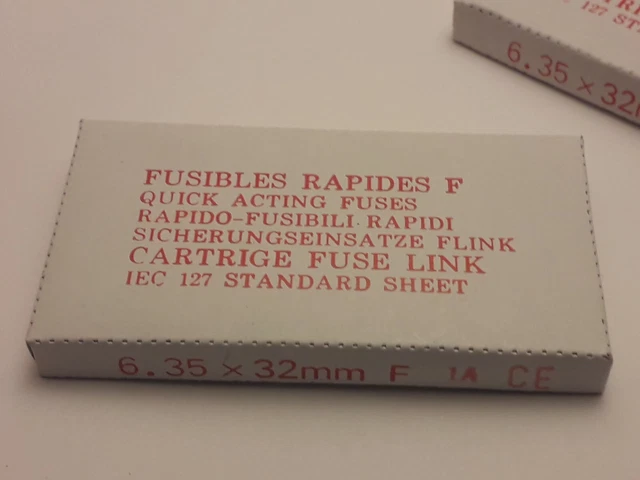 FUSIBLES RAPIDES F
QUICK ACTING FUSES
RAPIDO-FUSIBILI.RAPIDI
SICHERUNGSEINSATZE FLINK
CARTRIGE FUSE LINK
IEC 127 STANDARD SHEET
6.35 x 32mm F 1A CE
127
6.35 x 32